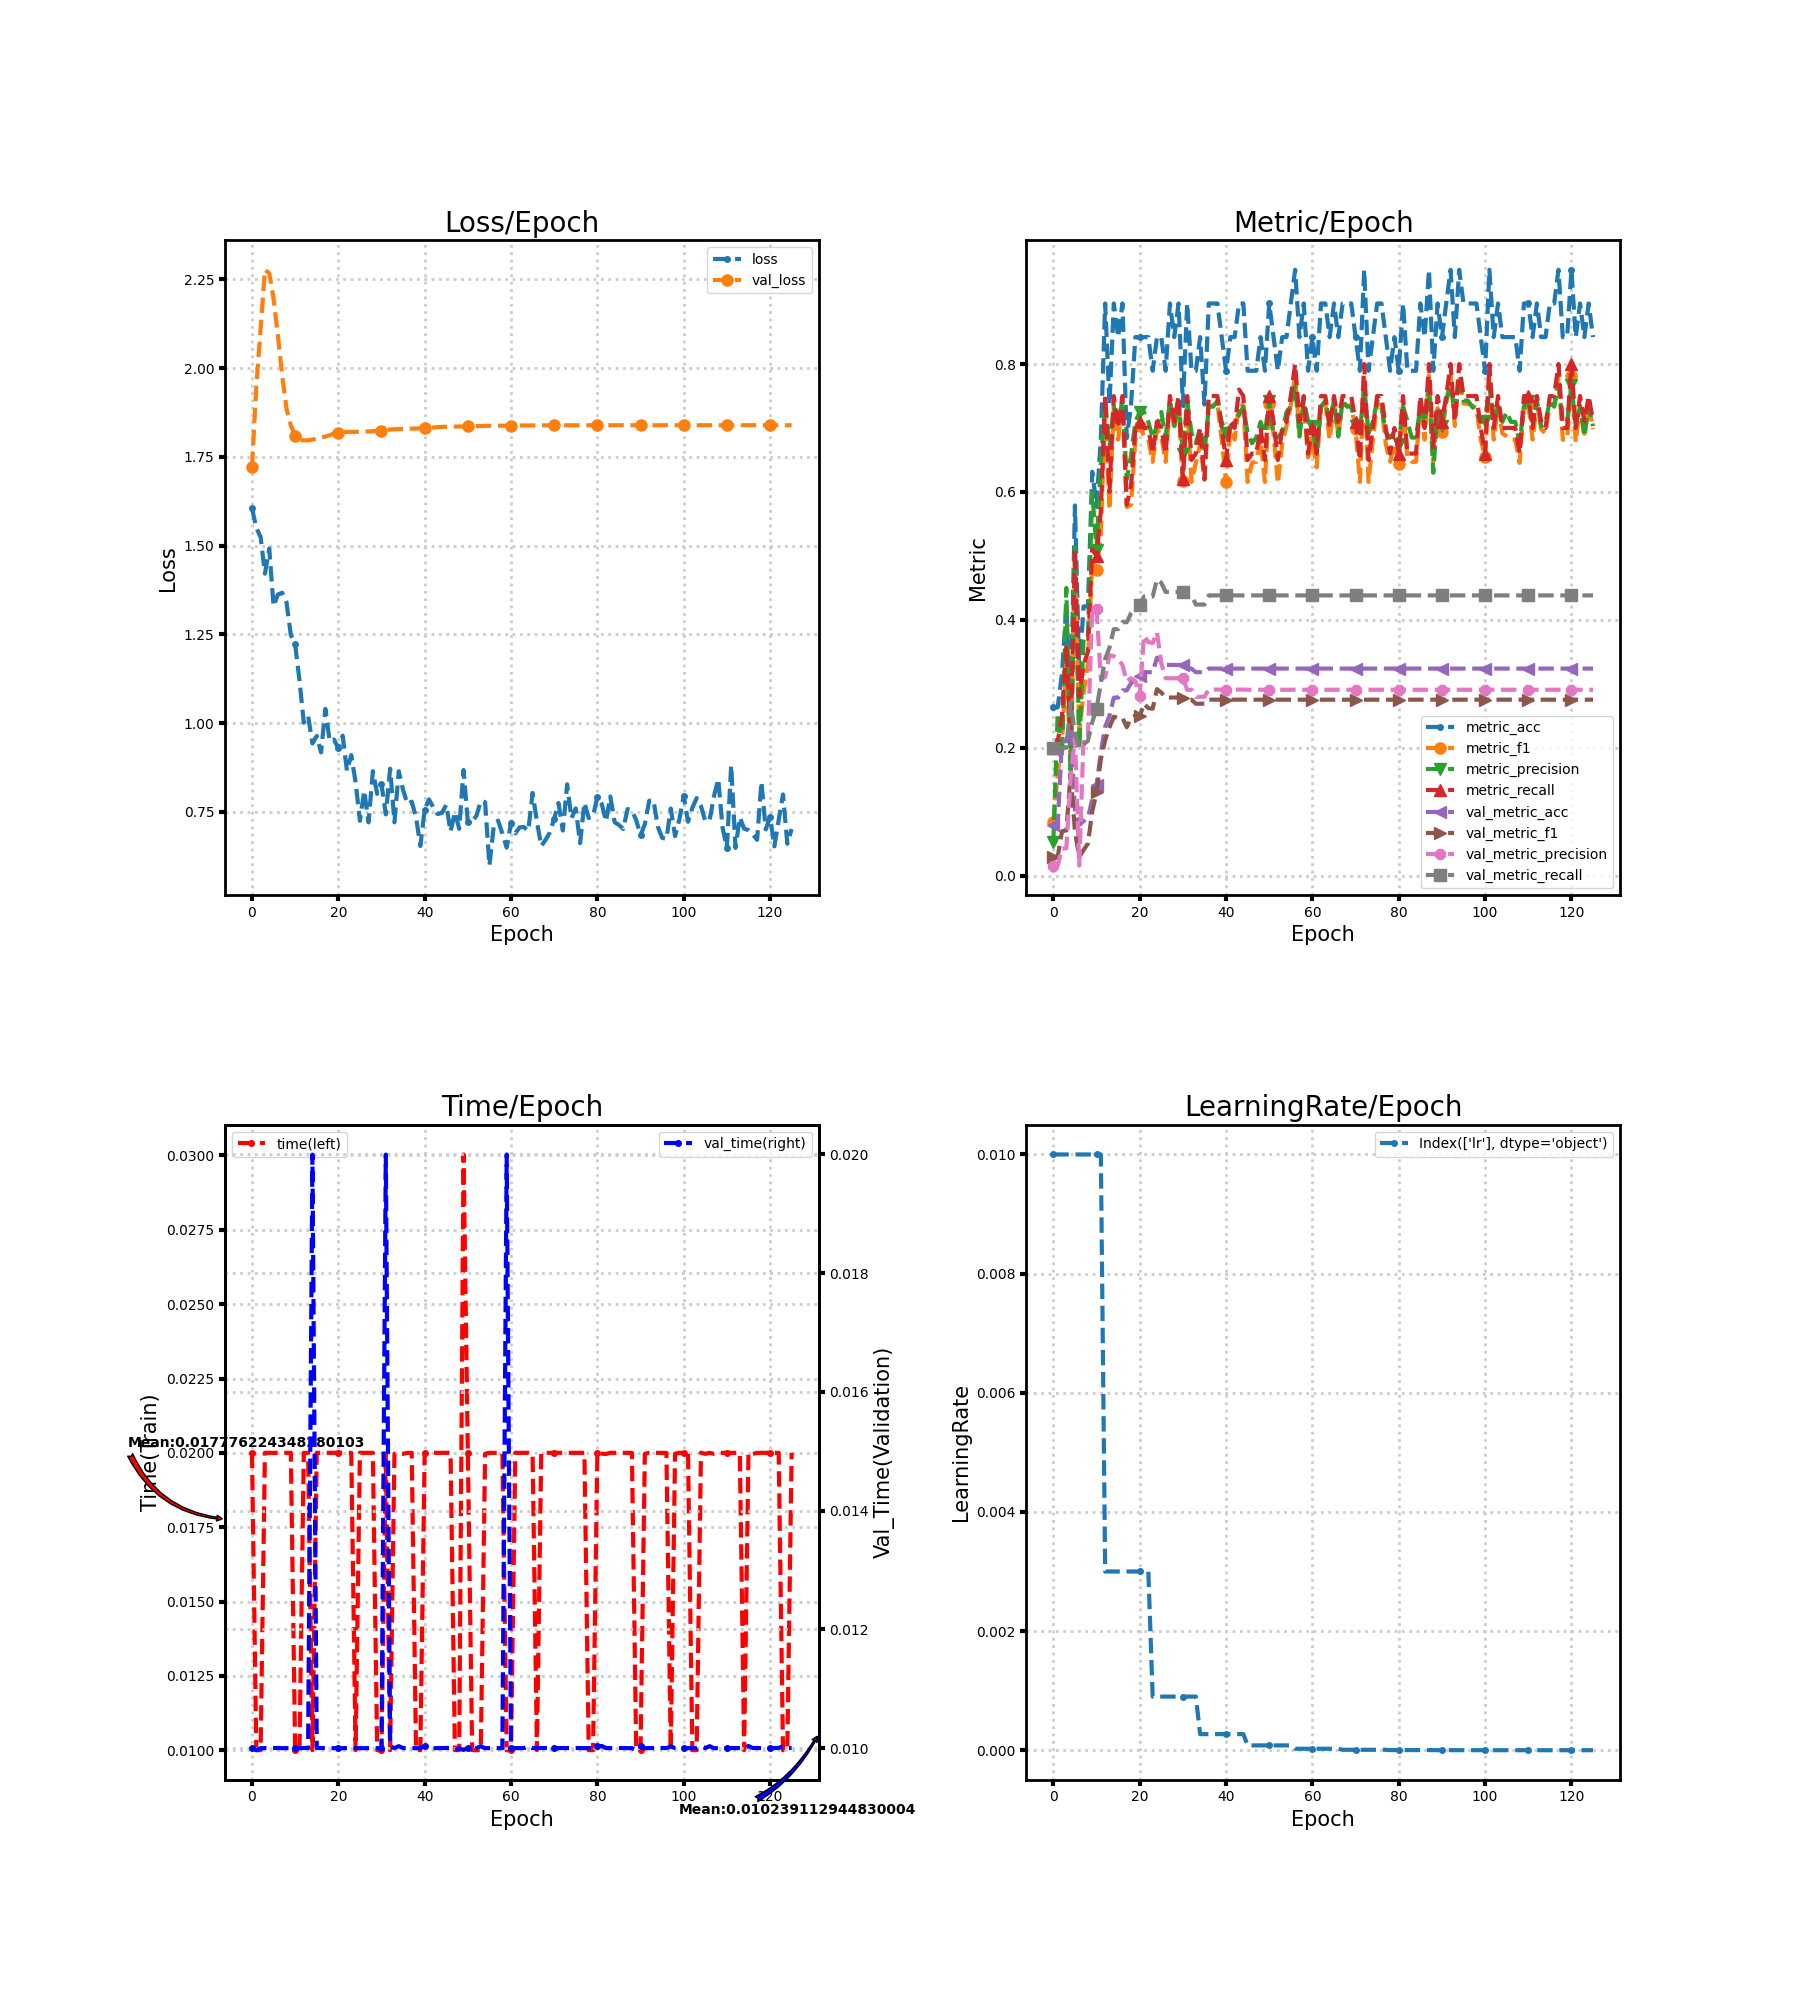 Loss/Epoch
2.25
2.00
1.75
1.50
1.25
1.00
0.75
Loss
loss
val_loss
0 20 40 60 80 100 120
Epoch
Metric/Epoch
0.8
0.6
0.4
0.2
0.0
Metric
metric_acc
metric_f1
metric_precision
metric_recall
val_metric_acc
val_metric_f1
val_metric_precision
val_metric_recall
0 20 40 60 80 100 120
Epoch
Time/Epoch
time(left)
val_time(right)
0.0300
0.0275
0.0250
0.0225
0.0200
0.0175
0.0150
0.0125
0.0100
Time(Train)
0.020
0.018
0.016
0.014
0.012
0.010
Val_Time(Validation)
0 20 40 60 80 100 120
Mean:0.010239112944830004
Epoch
LearningRate/Epoch
Index(['lr'], dtype='object')
0.010
0.008
0.006
0.004
0.002
0.000
LearningRate
0 20 40 60 80 100 120
Epoch